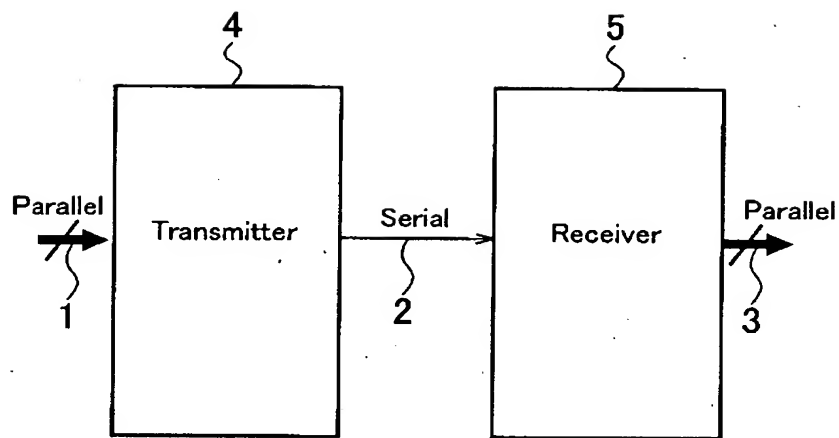 4
5
Parallel
Transmitter
Serial
Receiver
Parallel
1
2
3